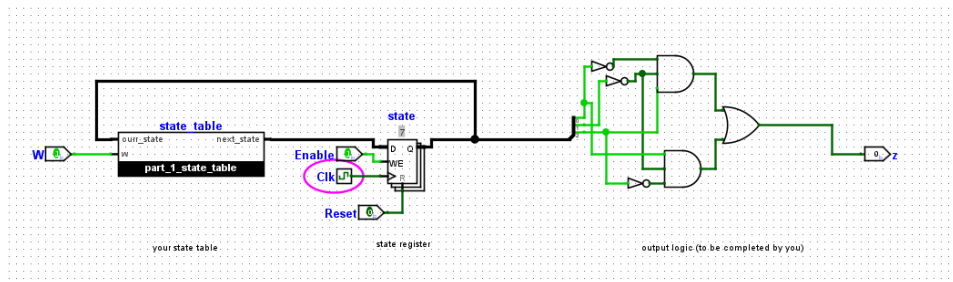 state
state_table
7
curr_state
next_state
D
Q
W
w
Enable
WE
z
part_1_state_table
Clk
R
Reset
your state table
state register
output logic (to be completed by you)